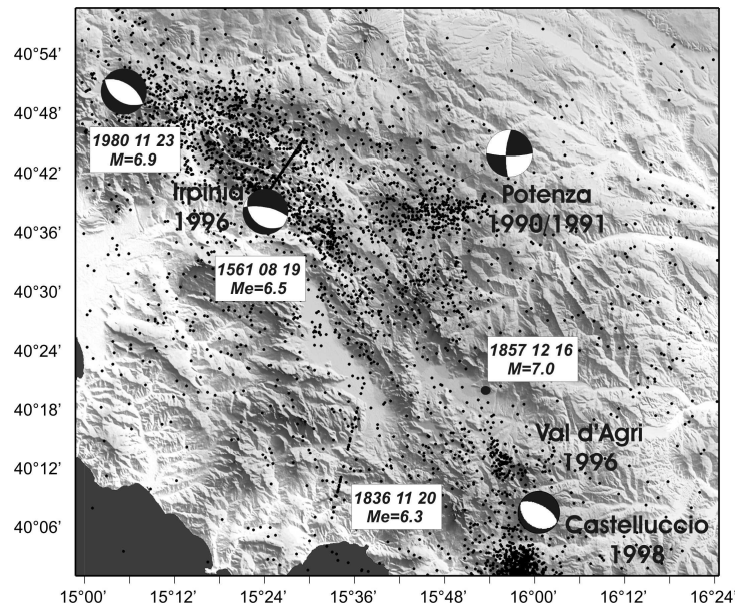 40°54'
40°48'
40°42'
40°36'
40°30'
40°24'
40°18'
40°12'
40°06'
1980 11 23
M=6.9
Irpinia
1996
Potenza
1990/1991
1561 08 19
Me=6.5
1857 12 16
M=7.0
Val d'Agri
1996
1836 11 20
Me=6.3
Castelluccio
1998
15°00' 15°12' 15°24' 15°36' 15°48' 16°00' 16°12' 16°24'